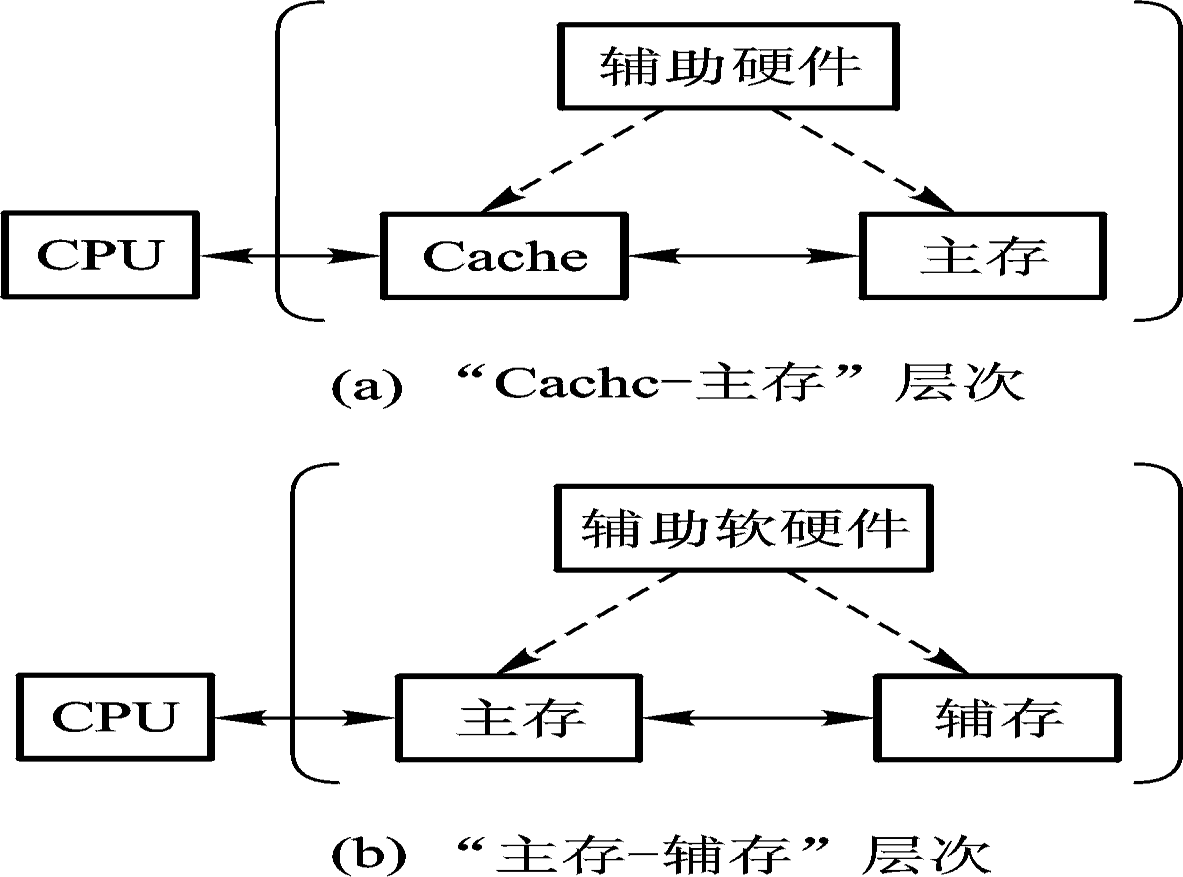 辅助硬件
CPU
Cache
主存
(a) “Cachc-主存”层次
辅助软硬件
CPU
主存
辅存
(b) “主存-辅存”层次